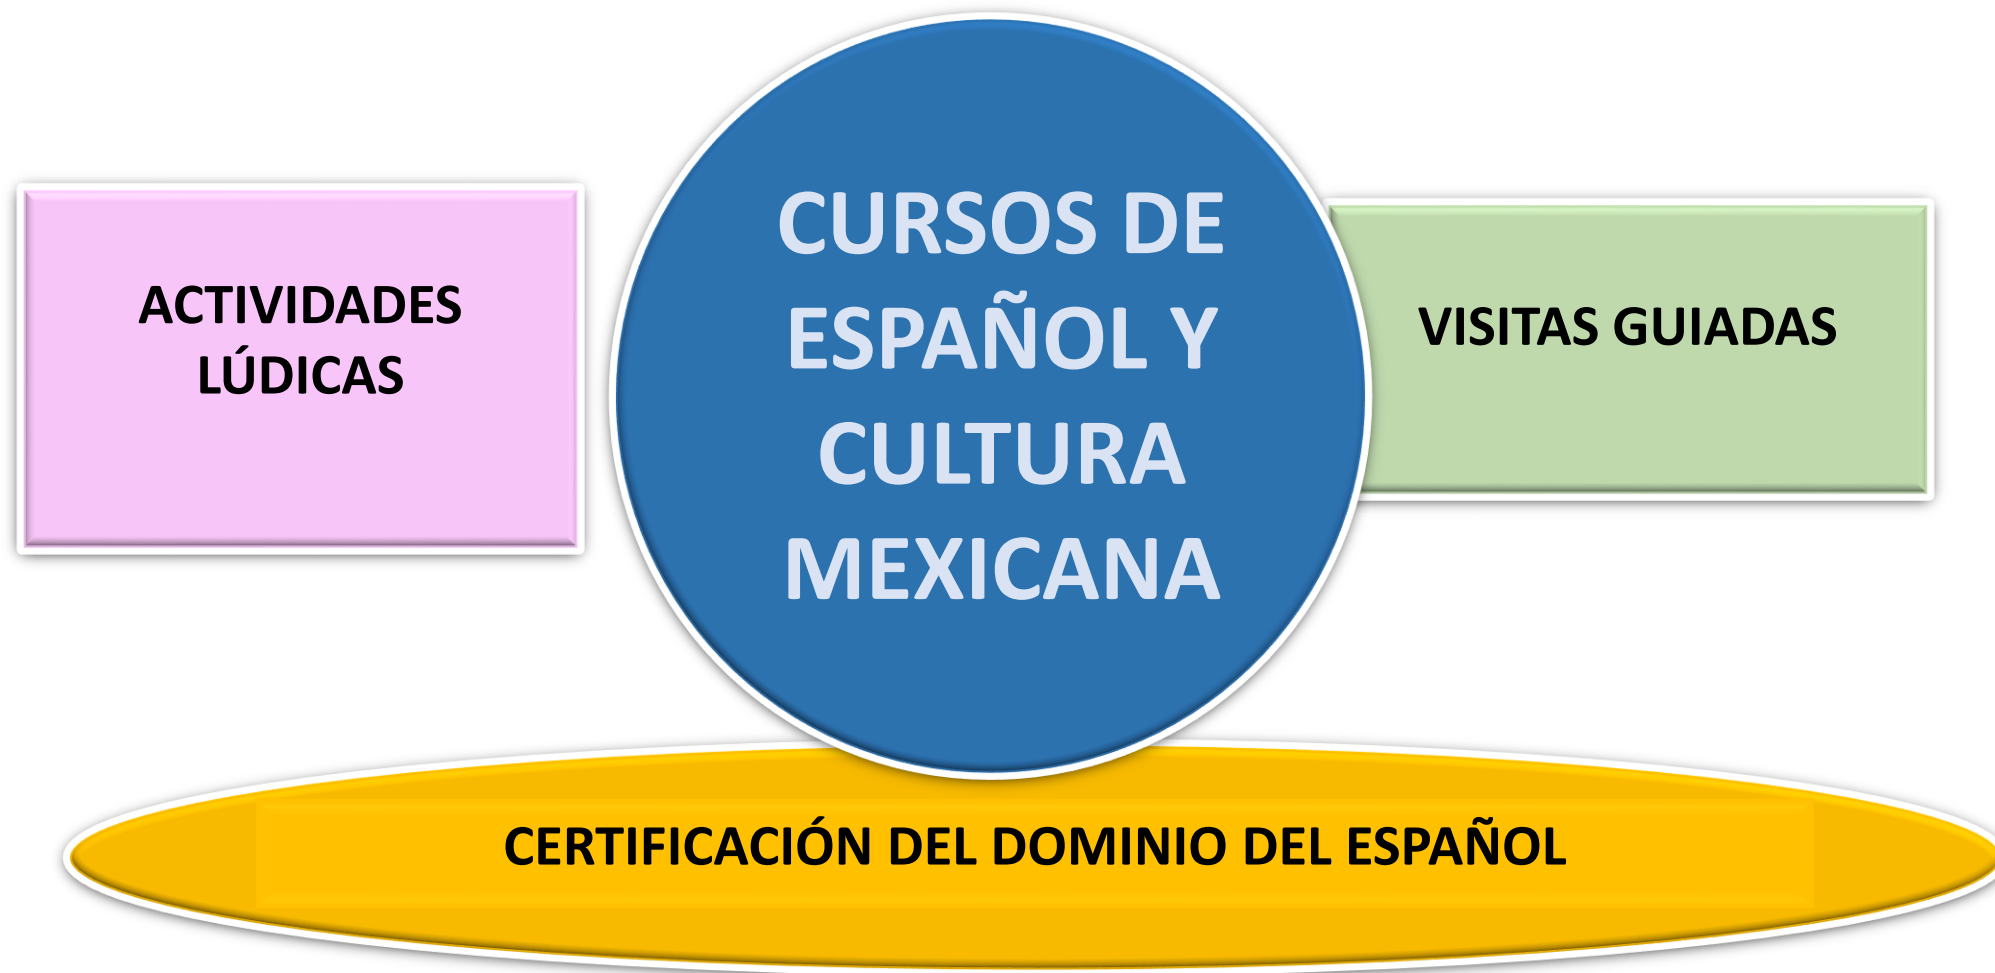 ACTIVIDADES
LÚDICAS
CURSOS DE
ESPAÑOL Y
CULTURA
MEXICANA
VISITAS GUIADAS
CERTIFICACIÓN DEL DOMINIO DEL ESPAÑOL